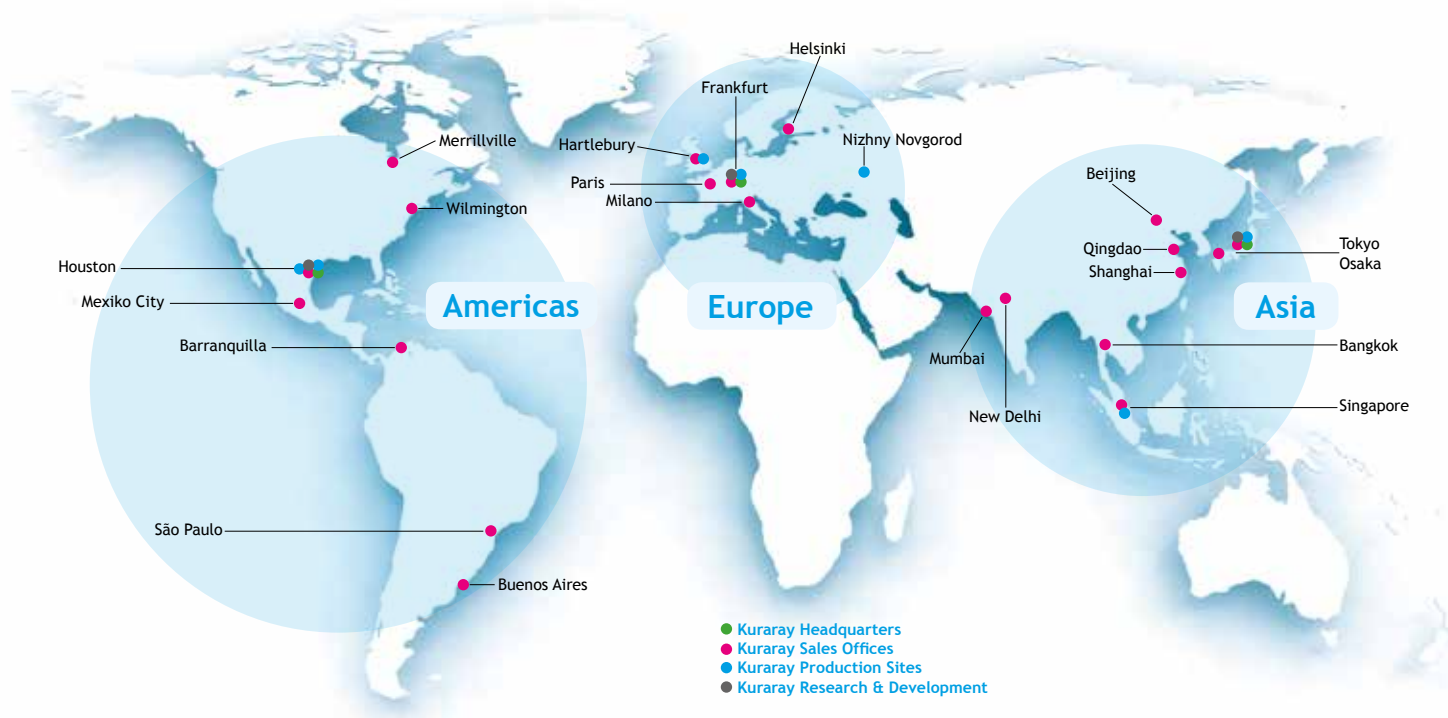 Helsinki
Frankfurt
Merrillville
Hartlebury
Nizhny Novgorod
Paris
Beijing
Milano
Wilmington
Qingdao
Tokyo
Osaka
Houston
Shanghai
Mexiko City
Americas
Europe
Asia
Barranquilla
Mumbai
Bangkok
New Delhi
Singapore
São Paulo
Buenos Aires
Kuraray Headquarters
Kuraray Sales Offices
Kuraray Production Sites
Kuraray Research & Development